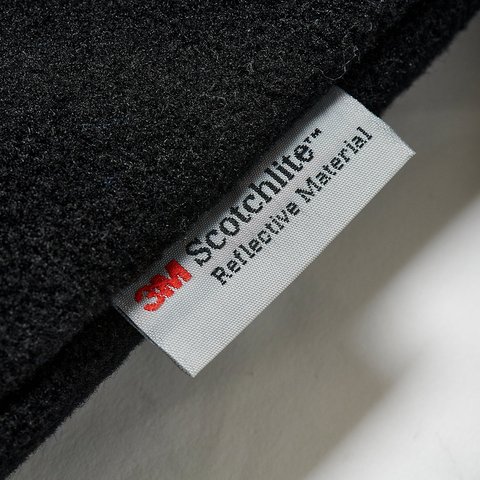 3M Scotchlite™
Reflective Material